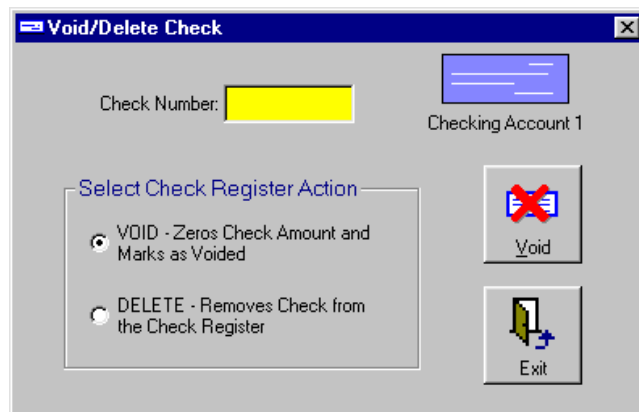 Void/Delete Check
Check Number:
Checking Account 1
Select Check Register Action
VOID - Zeros Check Amount and
Marks as Voided
DELETE - Removes Check from
the Check Register
Void
Exit